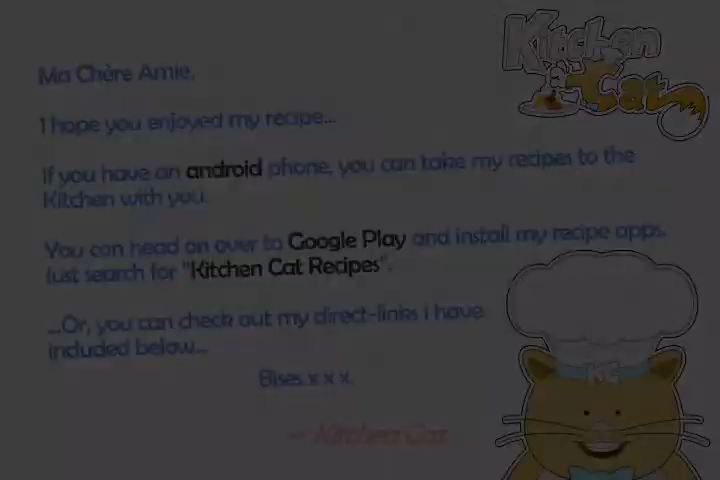 Kitchen
Cat
Ma Chère Amie,
I hope you enjoyed my recipe...
If you have an android phone, you can take my recipes to the
Kitchen with you.
You can head on over to Google Play and install my recipe apps.
Just search for "Kitchen Cat Recipes".
...Or, you can check out my direct-links i have
included below...
Bises x x x
KC
-- Kitchen Cat